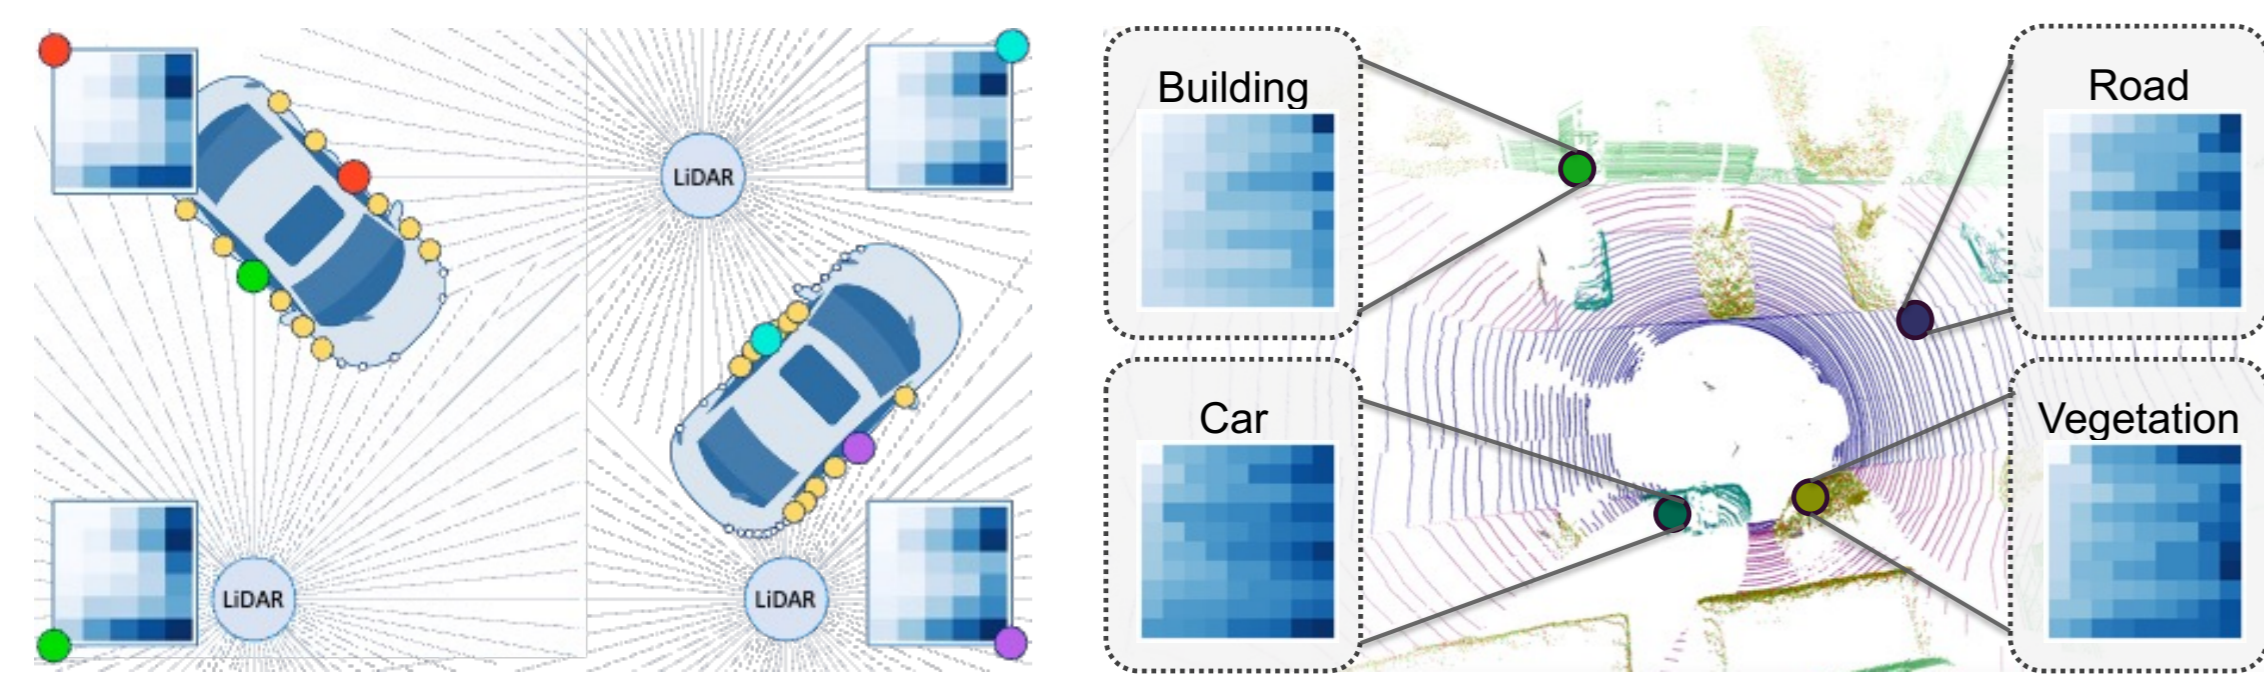 LiDAR
LiDAR
LiDAR
Building
Road
Car
Vegetation